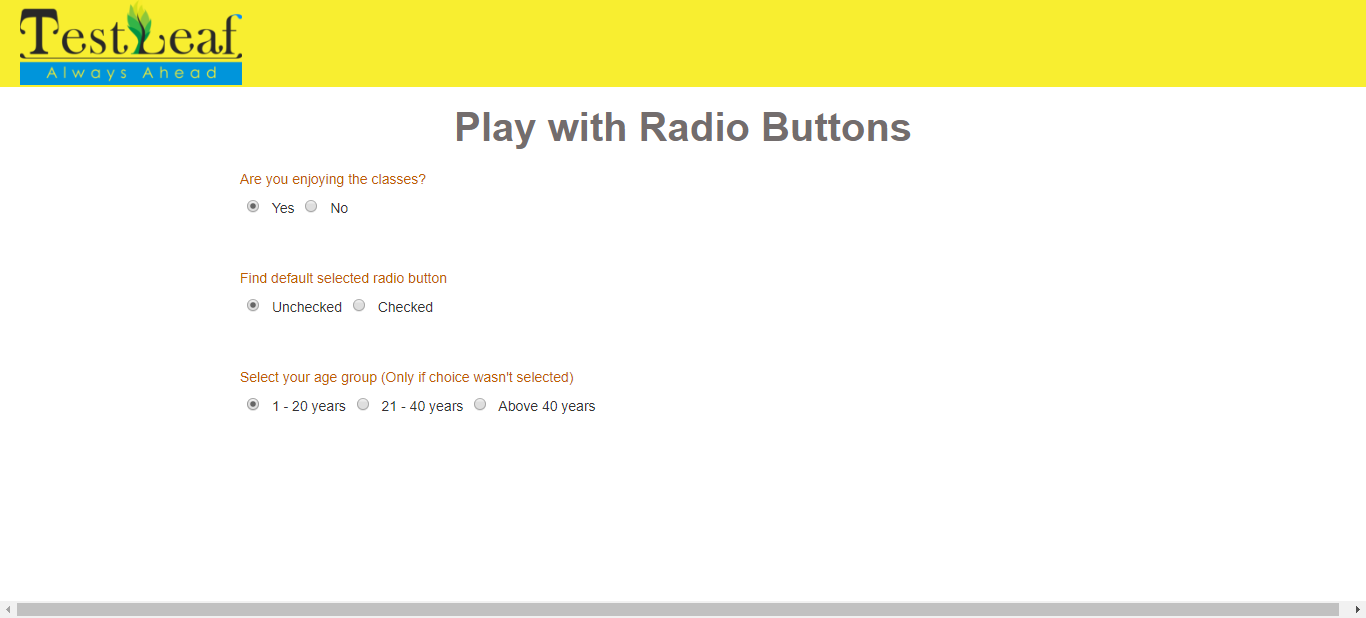 TestLeaf
Always Ahead
Play with Radio Buttons
Are you enjoying the classes?
Yes No
Find default selected radio button
Unchecked Checked
Select your age group (Only if choice wasn't selected)
1 - 20 years 21 - 40 years Above 40 years